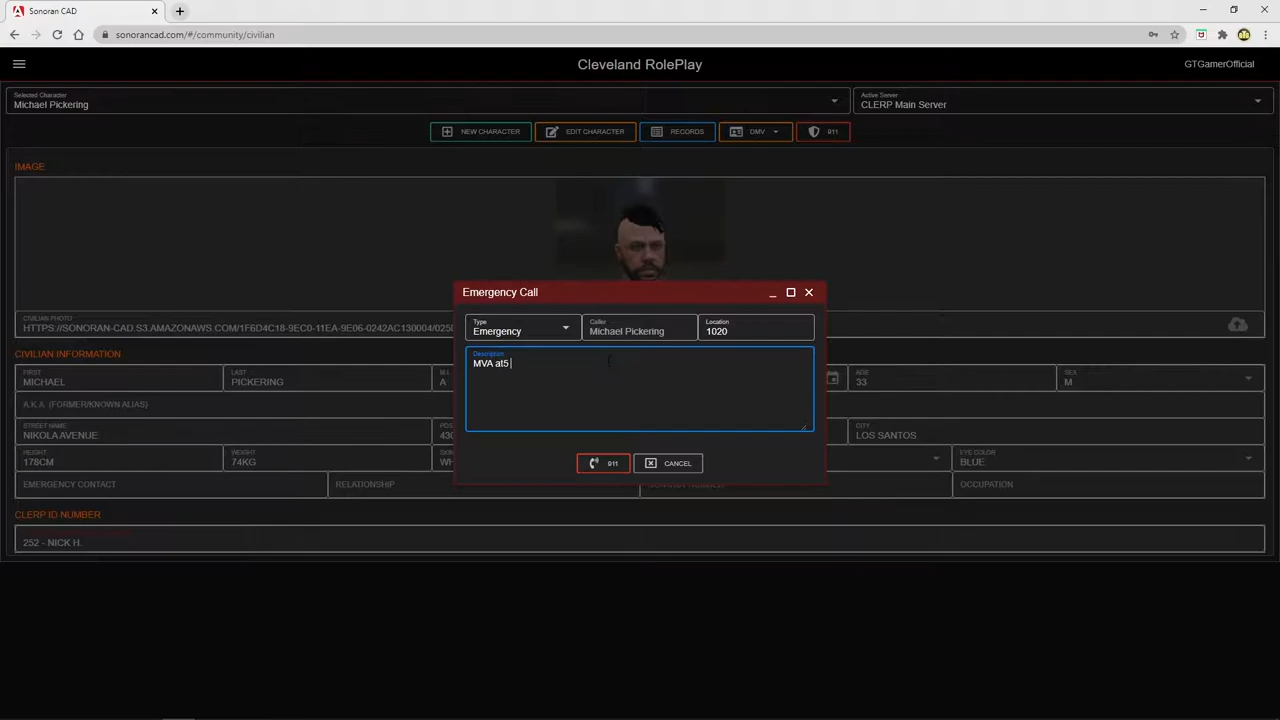 Sonoran CAD
sonorancad.com/#/community/civilian
Cleveland RolePlay
GTGamerOfficial
Selected Character
Michael Pickering
Active Server
CLERP Main Server
NEW CHARACTER
EDIT CHARACTER
RECORDS
DMV
911
IMAGE
Emergency Call
CIVILIAN PHOTO
HTTPS://SONORAN-CAD.S3.AMAZONAWS.COM/1F6D4C18-9EC0-11EA-9E06-0242AC130004/025D
Type
Emergency
Caller
Michael Pickering
Location
1020
Description
MVA at5
CIVILIAN INFORMATION
FIRST
MICHAEL
LAST
PICKERING
M.I.
A
AGE
33
SEX
M
A.K.A. (FORMER/KNOWN ALIAS)
STREET NAME
NIKOLA AVENUE
430
CITY
LOS SANTOS
HEIGHT
178CM
WEIGHT
74KG
EYE COLOR
BLUE
911
CANCEL
EMERGENCY CONTACT
RELATIONSHIP
OCCUPATION
CLERP ID NUMBER
252 - NICK H.